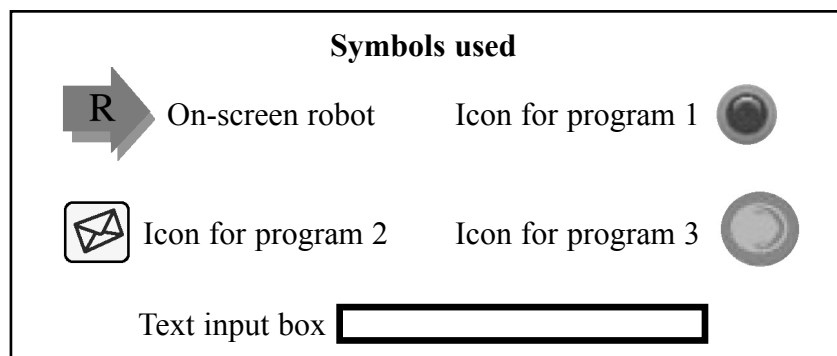 Symbols used
R On-screen robot Icon for program 1
Icon for program 2 Icon for program 3
Text input box